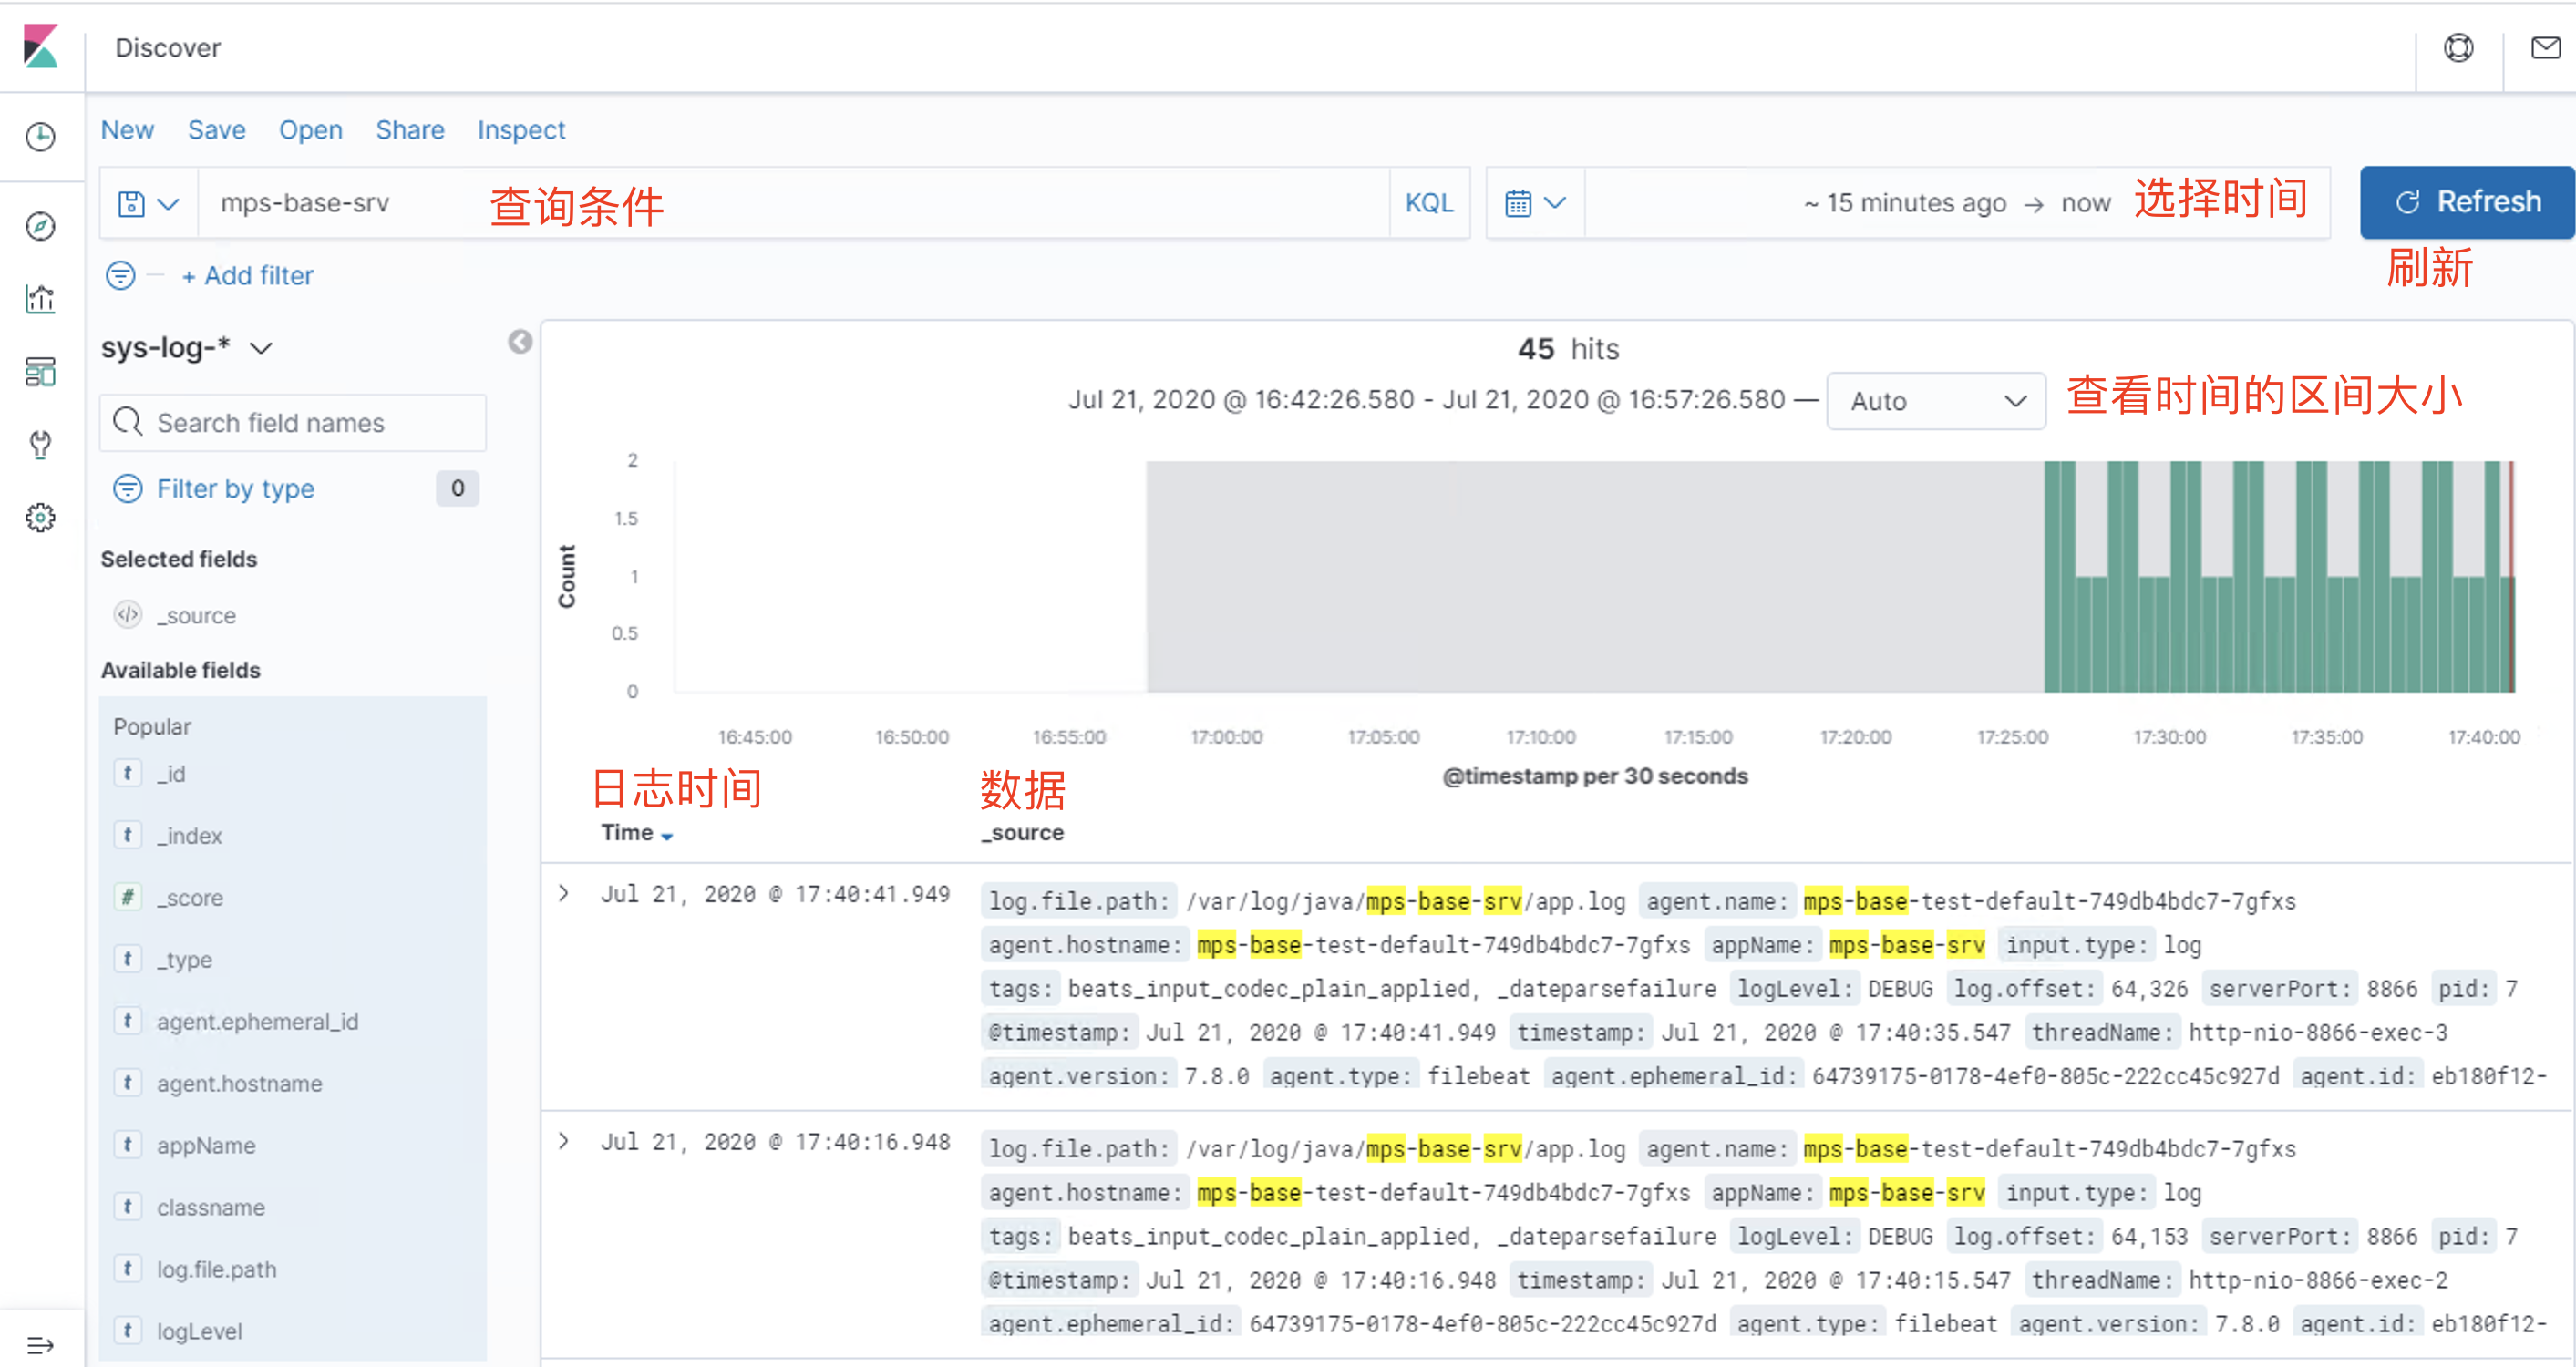 Discover
New Save Open Share Inspect
mps-base-srv 查询条件 KQL ~ 15 minutes ago → now 选择时间 Refresh
刷新
+ Add filter
sys-log-*
Search field names
Filter by type 0
Selected fields
_source
Available fields
Popular
_id
_index
_score
_type
agent.ephemeral_id
agent.hostname
appName
classname
log.file.path
logLevel
45 hits
Jul 21, 2020 @ 16:42:26.580 - Jul 21, 2020 @ 16:57:26.580 — Auto 查看时间的区间大小
Count
2
1.5
1
0.5
0
16:45:00 16:50:00 16:55:00 17:00:00 17:05:00 17:10:00 17:15:00 17:20:00 17:25:00 17:30:00 17:35:00 17:40:00
@timestamp per 30 seconds
日志时间 数据
Time _source
Jul 21, 2020 @ 17:40:41.949 log.file.path: /var/log/java/mps-base-srv/app.log agent.name: mps-base-test-default-749db4bdc7-7gfxs
agent.hostname: mps-base-test-default-749db4bdc7-7gfxs appName: mps-base-srv input.type: log
tags: beats_input_codec_plain_applied, _dateparsefailure logLevel: DEBUG log.offset: 64,326 serverPort: 8866 pid: 7
@timestamp: Jul 21, 2020 @ 17:40:41.949 timestamp: Jul 21, 2020 @ 17:40:35.547 threadName: http-nio-8866-exec-3
agent.version: 7.8.0 agent.type: filebeat agent.ephemeral_id: 64739175-0178-4ef0-805c-222cc45c927d agent.id: eb180f12-
Jul 21, 2020 @ 17:40:16.948 log.file.path: /var/log/java/mps-base-srv/app.log agent.name: mps-base-test-default-749db4bdc7-7gfxs
agent.hostname: mps-base-test-default-749db4bdc7-7gfxs appName: mps-base-srv input.type: log
tags: beats_input_codec_plain_applied, _dateparsefailure logLevel: DEBUG log.offset: 64,153 serverPort: 8866 pid: 7
@timestamp: Jul 21, 2020 @ 17:40:16.948 timestamp: Jul 21, 2020 @ 17:40:15.547 threadName: http-nio-8866-exec-2
agent.ephemeral_id: 64739175-0178-4ef0-805c-222cc45c927d agent.type: filebeat agent.version: 7.8.0 agent.id: eb180f12-